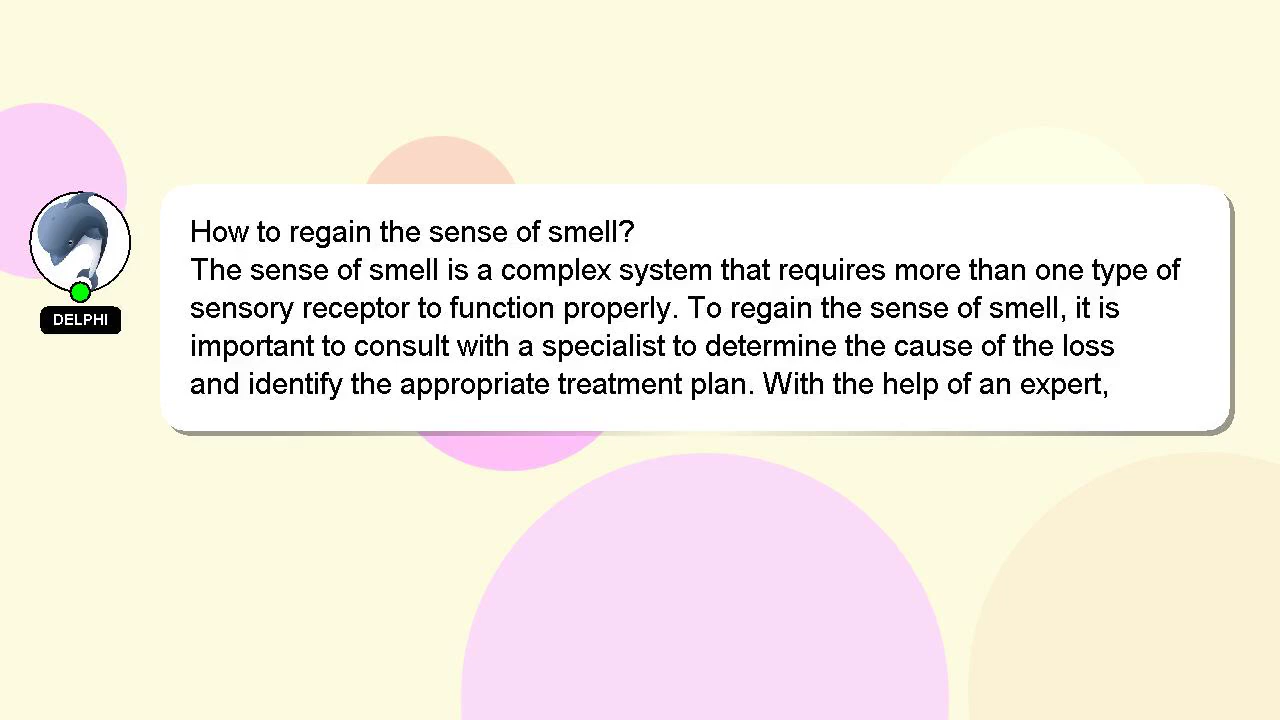 How to regain the sense of smell?
The sense of smell is a complex system that requires more than one type of
sensory receptor to function properly. To regain the sense of smell, it is
important to consult with a specialist to determine the cause of the loss
and identify the appropriate treatment plan. With the help of an expert,
DELPHI